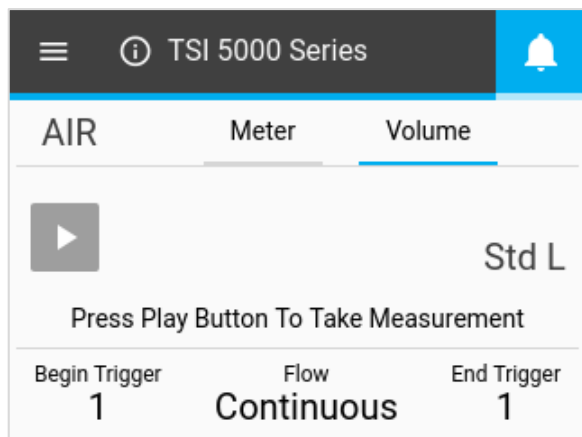 TSI 5000 Series
AIR Meter Volume
Std L
Press Play Button To Take Measurement
Begin Trigger Flow End Trigger
1 Continuous 1